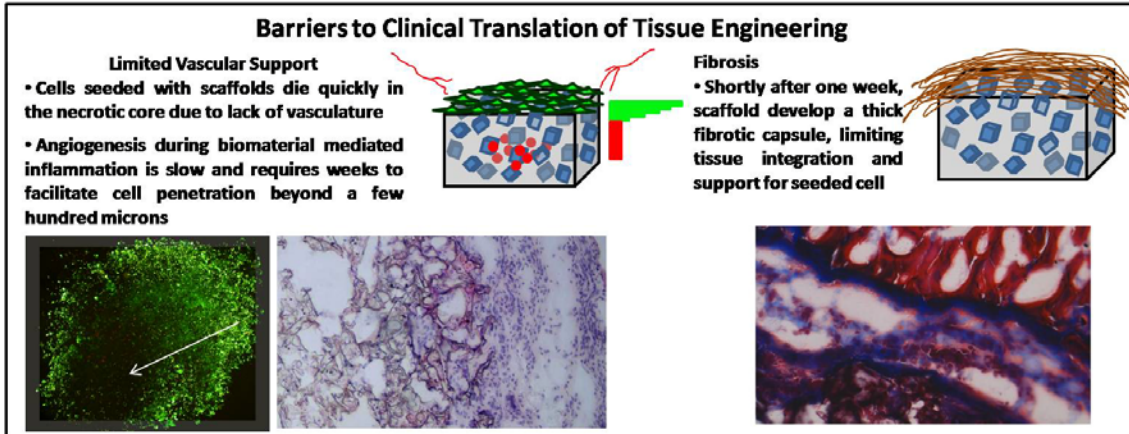 Barriers to Clinical Translation of Tissue Engineering
Limited Vascular Support
• Cells seeded with scaffolds die quickly in
the necrotic core due to lack of vasculature
• Angiogenesis during biomaterial mediated
inflammation is slow and requires weeks to
facilitate cell penetration beyond a few
hundred microns
Fibrosis
• Shortly after one week,
scaffold develop a thick
fibrotic capsule, limiting
tissue integration and
support for seeded cell